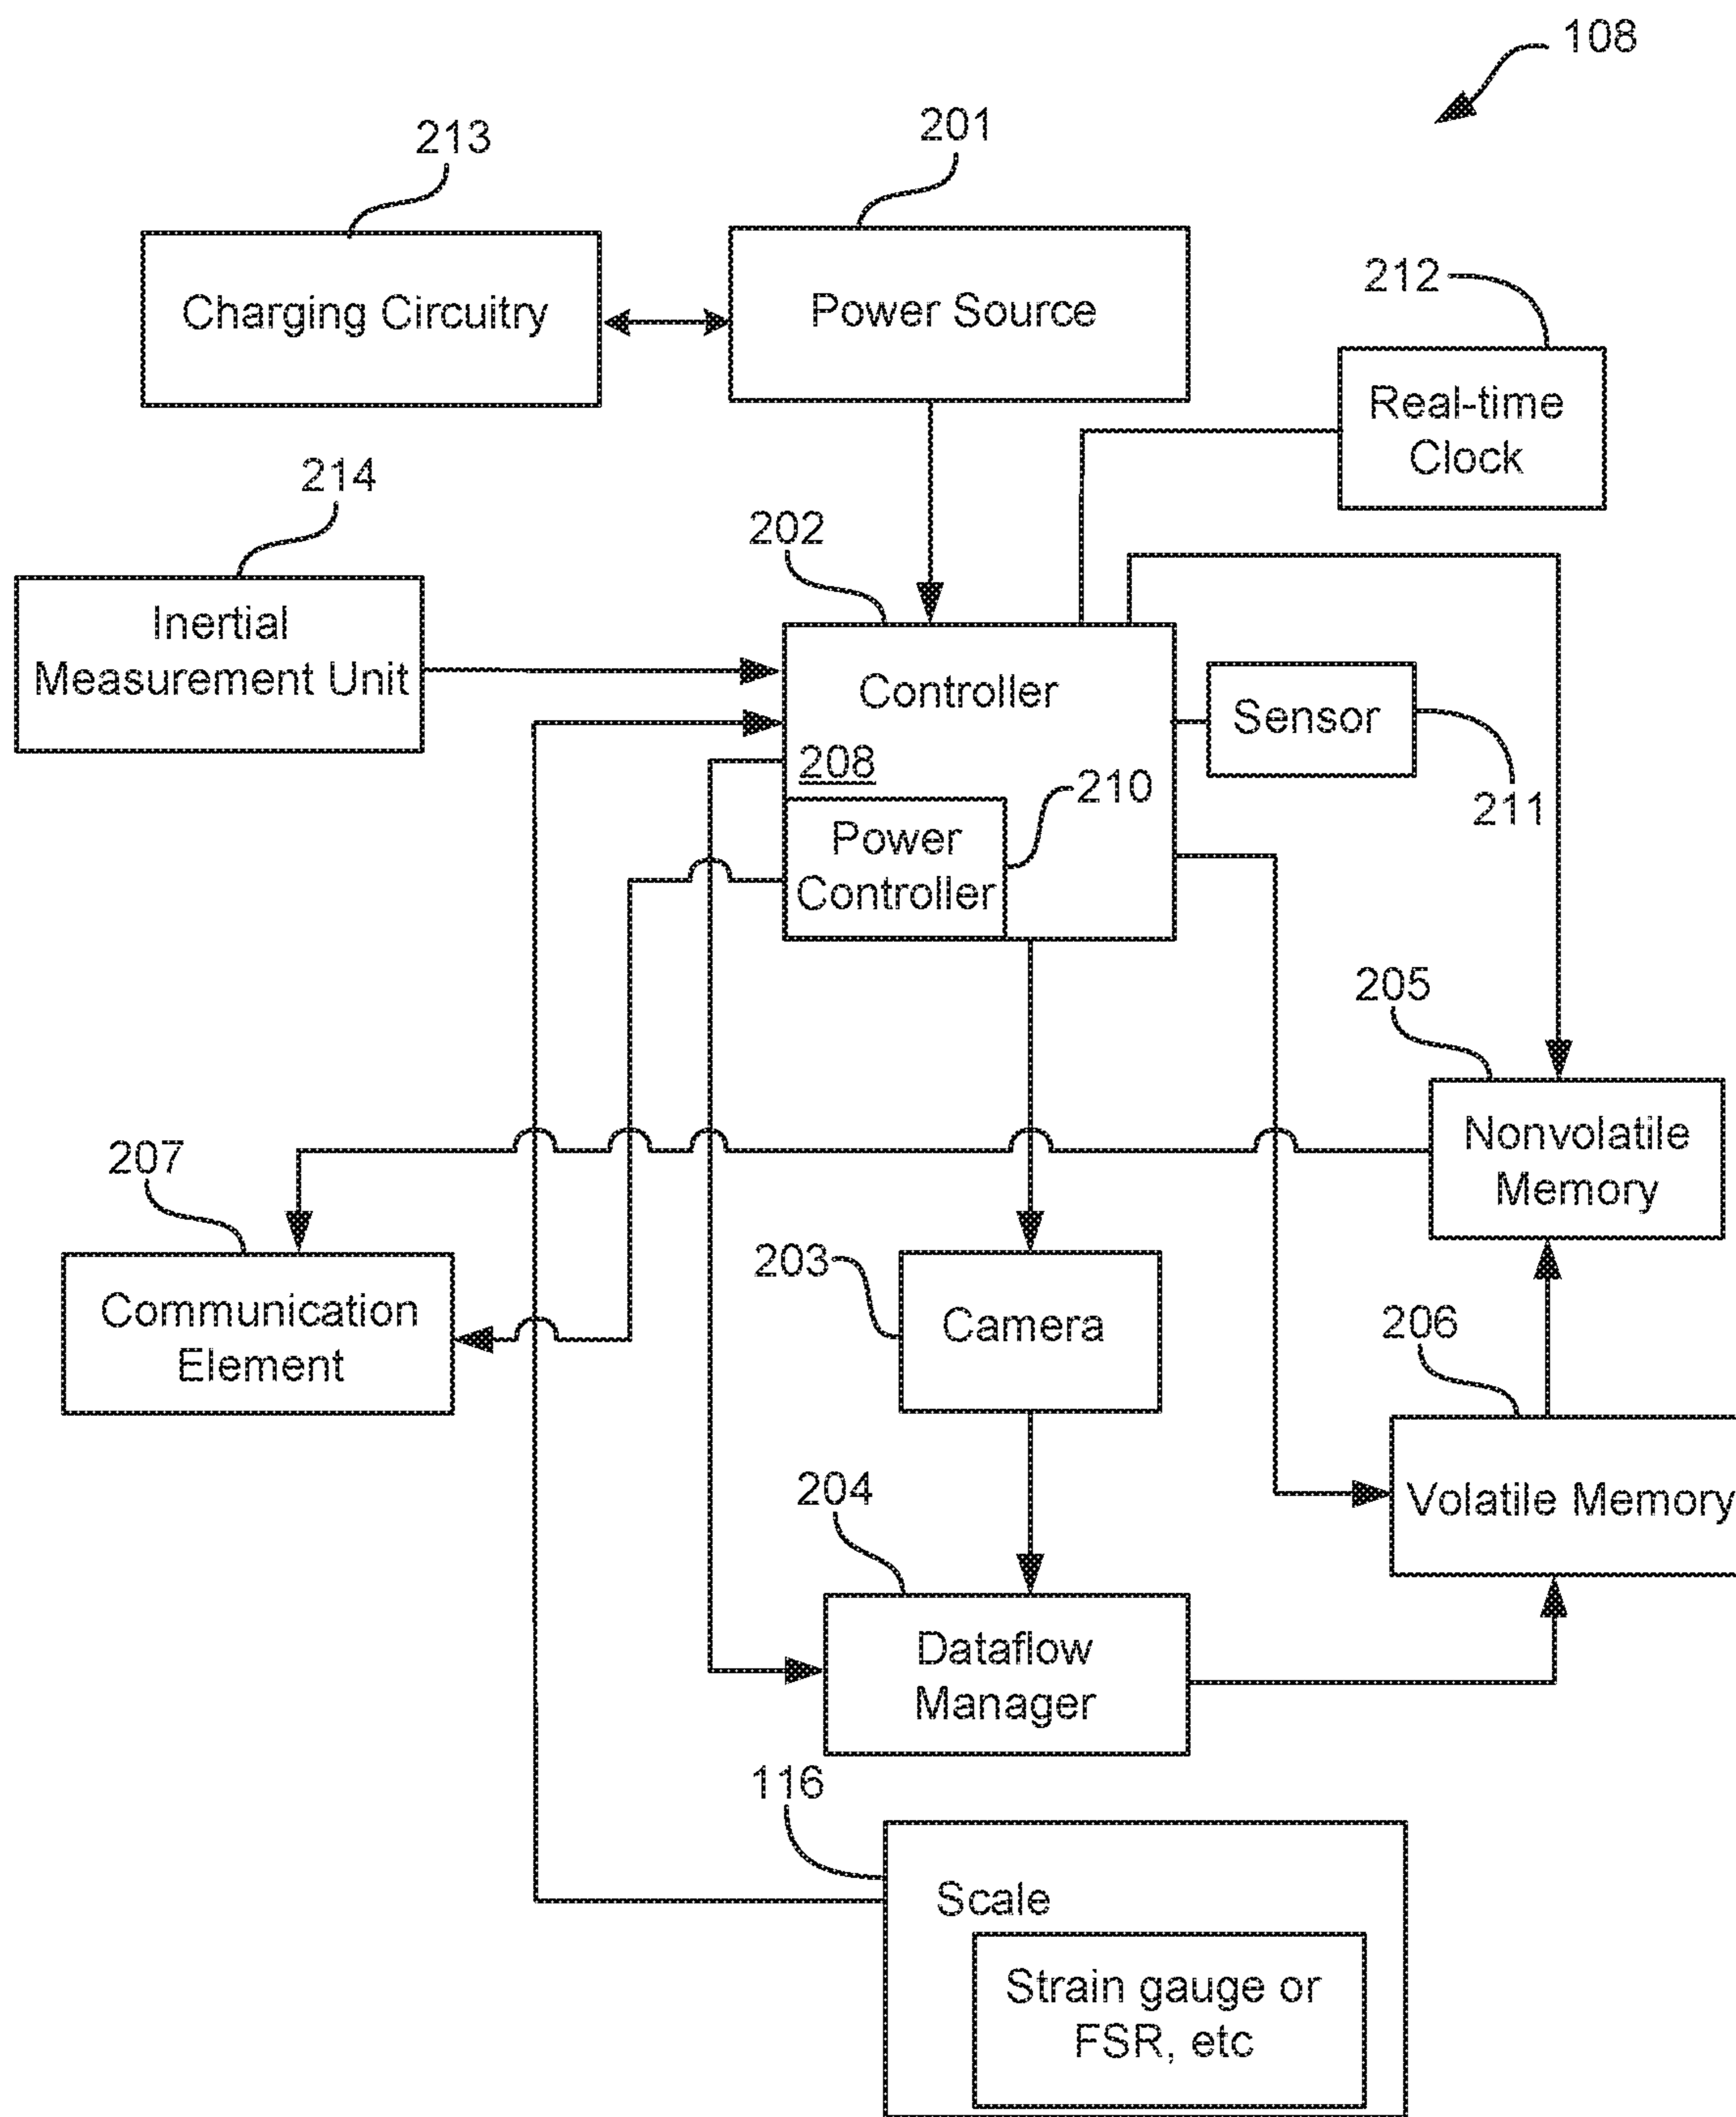 108
213
201
Charging Circuitry
Power Source
212
Real-time
Clock
214
202
Inertial
Measurement Unit
Controller
Sensor
208
210
211
Power
Controller
205
Nonvolatile
Memory
207
203
Communication
Element
Camera
206
Volatile Memory
204
Dataflow
Manager
116
Scale
Strain gauge or
FSR, etc